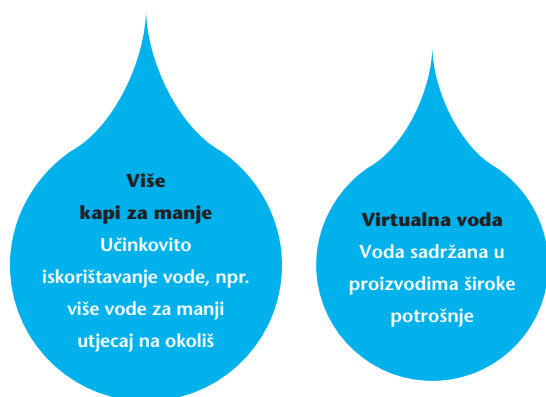 Više
kapi za manje
Učinkovito
iskorištavanje vode, npr.
više vode za manji
utjecaj na okoliš
Virtualna voda
Voda sadržana u
proizvodima široke
potrošnje